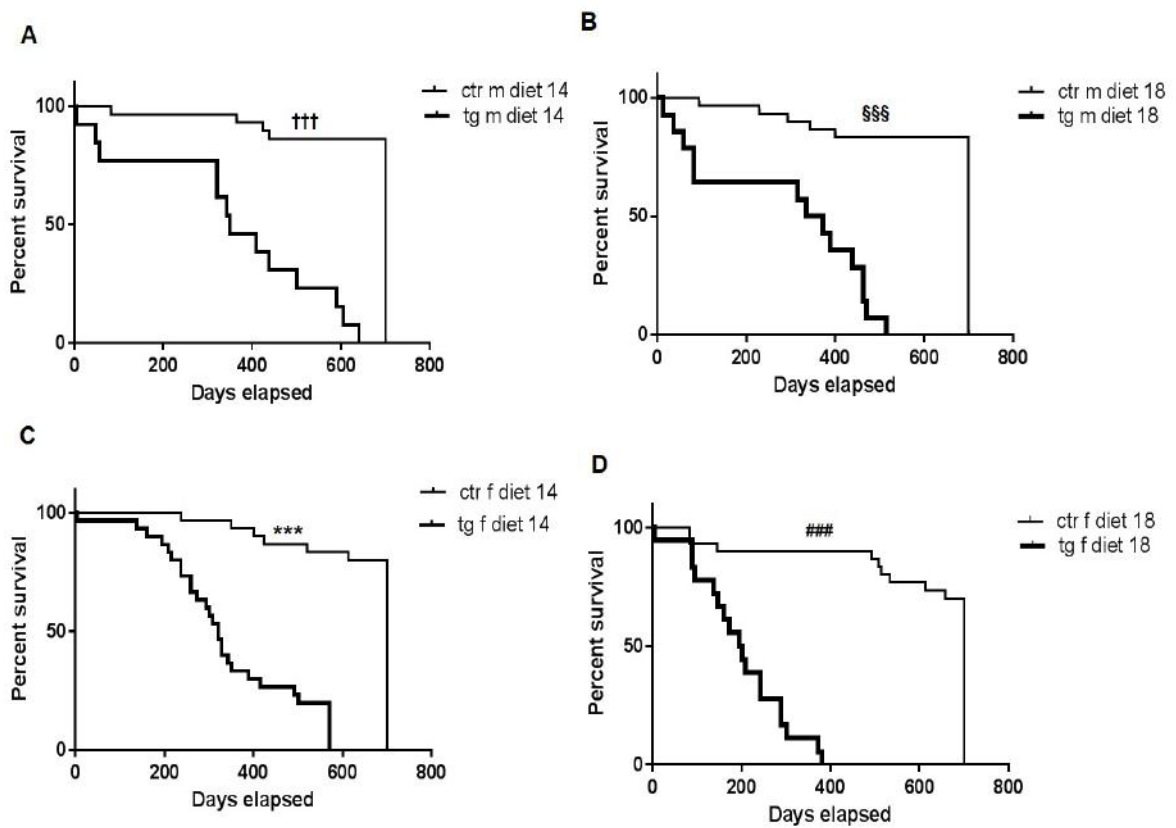 A
ctr m diet 14
tg m diet 14
100
†††
Percent survival
50
0
0 200 400 600 800
Days elapsed
B
ctr m diet 18
tg m diet 18
100
§§§
Percent survival
50
0
0 200 400 600 800
Days elapsed
C
ctr f diet 14
tg f diet 14
100
***
Percent survival
50
0
0 200 400 600 800
Days elapsed
D
ctr f diet 18
tg f diet 18
100
###
Percent survival
50
0
0 200 400 600 800
Days elapsed